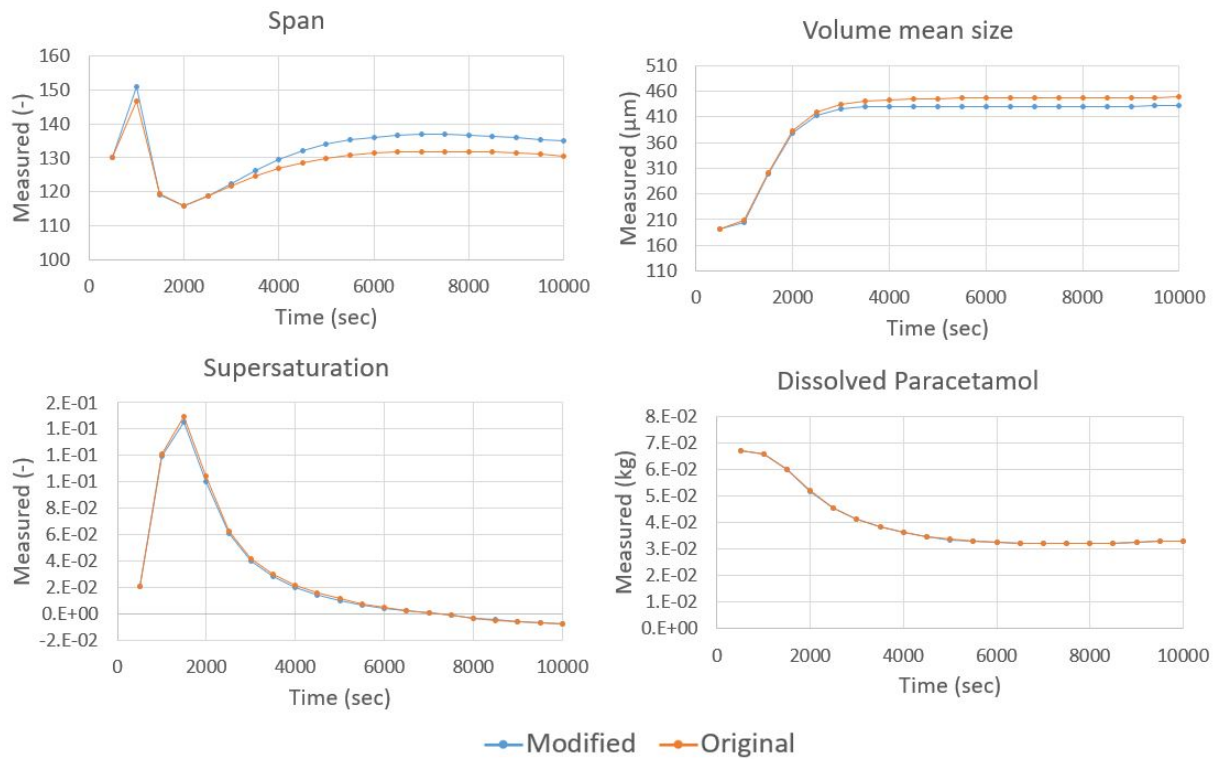 Span
160
150
140
130
120
110
100
Measured (-)
0 2000 4000 6000 8000 10000
Time (sec)
Volume mean size
510
460
410
360
310
260
210
160
110
Measured (µm)
0 2000 4000 6000 8000 10000
Time (sec)
Supersaturation
2.E-01
1.E-01
1.E-01
1.E-01
8.E-02
6.E-02
4.E-02
2.E-02
0.E+00
-2.E-02
Measured (-)
0 2000 4000 6000 8000 10000
Time (sec)
Dissolved Paracetamol
8.E-02
7.E-02
6.E-02
5.E-02
4.E-02
3.E-02
2.E-02
1.E-02
0.E+00
Measured (kg)
0 2000 4000 6000 8000 10000
Time (sec)
Modified Original